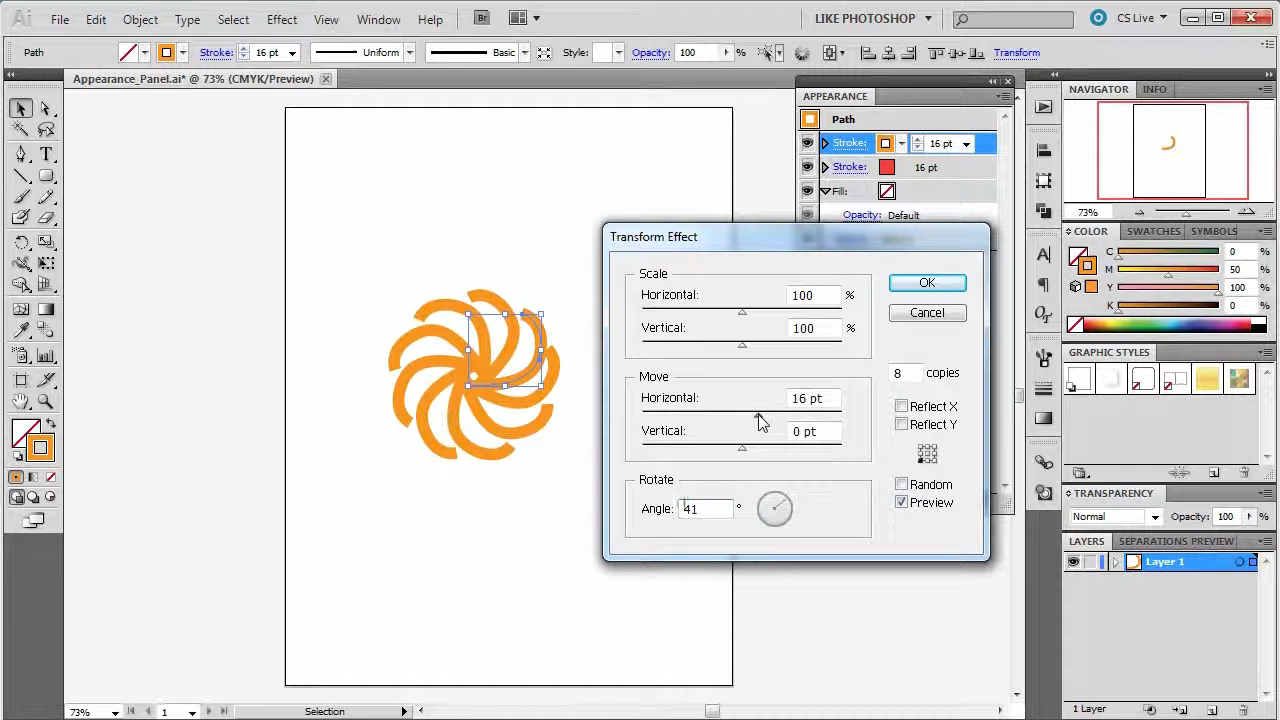 Ai File Edit Object Type Select Effect View Window Help Br LIKE PHOTOSHOP CS Live
Path Stroke: 16 pt Uniform Basic Style: Opacity: 100 % Transform
Appearance_Panel.ai* @ 73% (CMYK/Preview)
APPEARANCE
Path
Stroke: 16 pt
Stroke: 16 pt
Fill:
Opacity: Default
Transform Effect
Scale
Horizontal: 100 %
Vertical: 100 %
OK
Cancel
Move
Horizontal: 16 pt
Vertical: 0 pt
8 copies
Reflect X
Reflect Y
Random
Preview
Rotate
Angle: 41 °
NAVIGATOR INFO
73%
COLOR SWATCHES SYMBOLS
C 0 %
M 50 %
Y 100 %
K 0 %
GRAPHIC STYLES
TRANSPARENCY
Normal Opacity: 100 %
LAYERS SEPARATIONS PREVIEW
Layer 1
1 Layer
73% 1 Selection